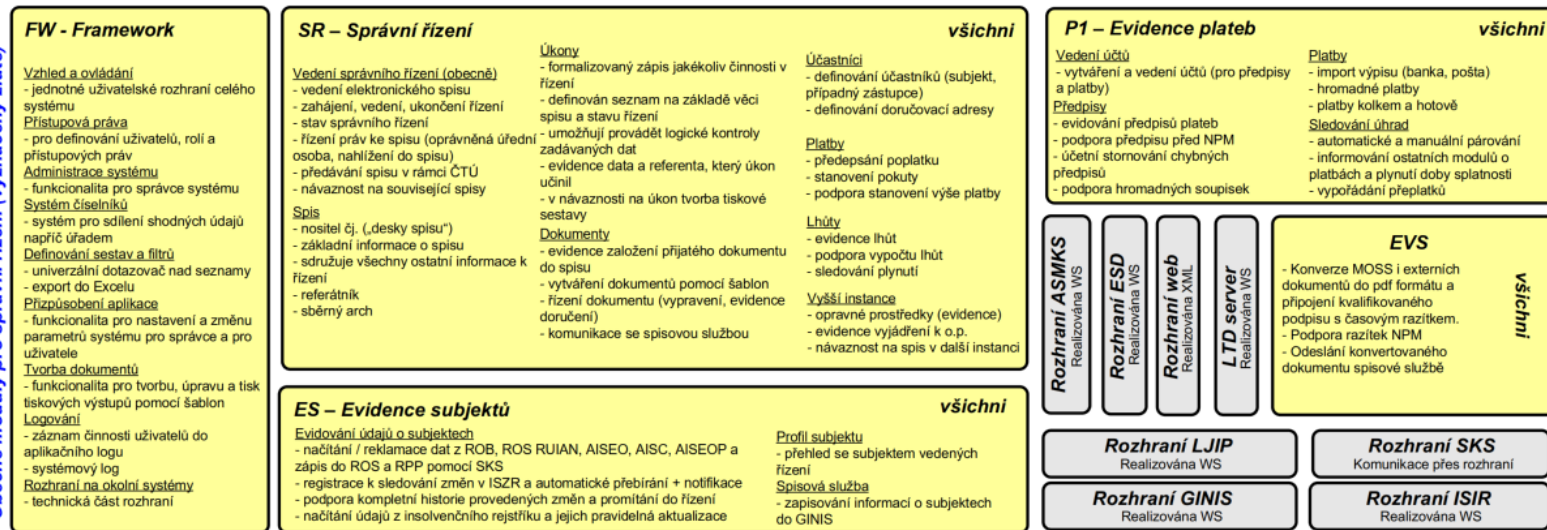 Obecné moduly pro správní řízení (vyznačeny žlutě)
FW - Framework
Vzhled a ovládání
- jednotné uživatelské rozhraní celého
systému
Přístupová práva
- pro definování uživatelů, rolí a
přístupových práv
Administrace systému
- funkcionalita pro správce systému
Systém číselníků
- systém pro sdílení shodných údajů
napříč úřadem
Definování sestav a filtrů
- univerzální dotazovač nad seznamy
- export do Excelu
Přizpůsobení aplikace
- funkcionalita pro nastavení a změnu
parametrů systému pro správce a pro
uživatele
Tvorba dokumentů
- funkcionalita pro tvorbu, úpravu a tisk
tiskových výstupů pomocí šablon
Logování
- záznam činnosti uživatelů do
aplikačního logu
- systémový log
Rozhraní na okolní systémy
- technická část rozhraní
SR – Správní řízení
všichni
Vedení správního řízení (obecně)
- vedení elektronického spisu
- zahájení, vedení, ukončení řízení
- stav správního řízení
- řízení práv ke spisu (oprávněná úřední
osoba, nahlížení do spisu)
- předávání spisu v rámci ČTÚ
- návaznost na související spisy
Spis
- nositel čj. („desky spisu“)
- základní informace o spisu
- sdružuje všechny ostatní informace k
řízení
- referátník
- sběrný arch
Úkony
- formalizovaný zápis jakékoliv činnosti v
řízení
- definován seznam na základě věci
spisu a stavu řízení
- umožňují provádět logické kontroly
zadávaných dat
- evidence data a referenta, který úkon
učinil
- v návaznosti na úkon tvorba tiskové
sestavy
Dokumenty
- evidence založení přijatého dokumentu
do spisu
- vytváření dokumentů pomocí šablon
- řízení dokumentu (vypravení, evidence
doručení)
- komunikace se spisovou službou
Účastníci
- definování účastníků (subjekt,
případný zástupce)
- definování doručovací adresy
Platby
- předepsání poplatku
- stanovení pokuty
- podpora stanovení výše platby
Lhůty
- evidence lhůt
- podpora vypočtu lhůt
- sledování plynutí
Vyšší instance
- opravné prostředky (evidence)
- evidence vyjádření k o.p.
- návaznost na spis v další instanci
ES – Evidence subjektů
všichni
Evidování údajů o subjektech
- načítání / reklamace dat z ROB, ROS RUIAN, AISEO, AISC, AISEOP a
zápis do ROS a RPP pomocí SKS
- registrace k sledování změn v ISZR a automatické přebírání + notifikace
- podpora kompletní historie provedených změn a promítání do řízení
- načítání údajů z insolvenčního rejstříku a jejich pravidelná aktualizace
Profil subjektu
- přehled se subjektem vedených
řízení
Spisová služba
- zapisování informací o subjektech
do GINIS
P1 – Evidence plateb
všichni
Vedení účtů
- vytváření a vedení účtů (pro předpisy
a platby)
Předpisy
- evidování předpisů plateb
- podpora předpisu před NPM
- účetní stornování chybných
předpisů
- podpora hromadných soupisek
Platby
- import výpisu (banka, pošta)
- hromadné platby
- platby kolkem a hotově
Sledování úhrad
- automatické a manuální párování
- informování ostatních modulů o
platbách a plynutí doby splatnosti
- vypořádání přeplatků
Rozhraní ASMKS
Realizována WS
Rozhraní ESD
Realizována WS
Rozhraní web
Realizována XML
LTD server
Realizována WS
EVS
všichni
- Konverze MOSS i externích
dokumentů do pdf formátu a
připojení kvalifikovaného
podpisu s časovým razítkem.
- Podpora razítek NPM
- Odeslání konvertovaného
dokumentu spisové službě
Rozhraní LJIP
Realizována WS
Rozhraní SKS
Komunikace přes rozhraní
Rozhraní GINIS
Realizována WS
Rozhraní ISIR
Realizována WS